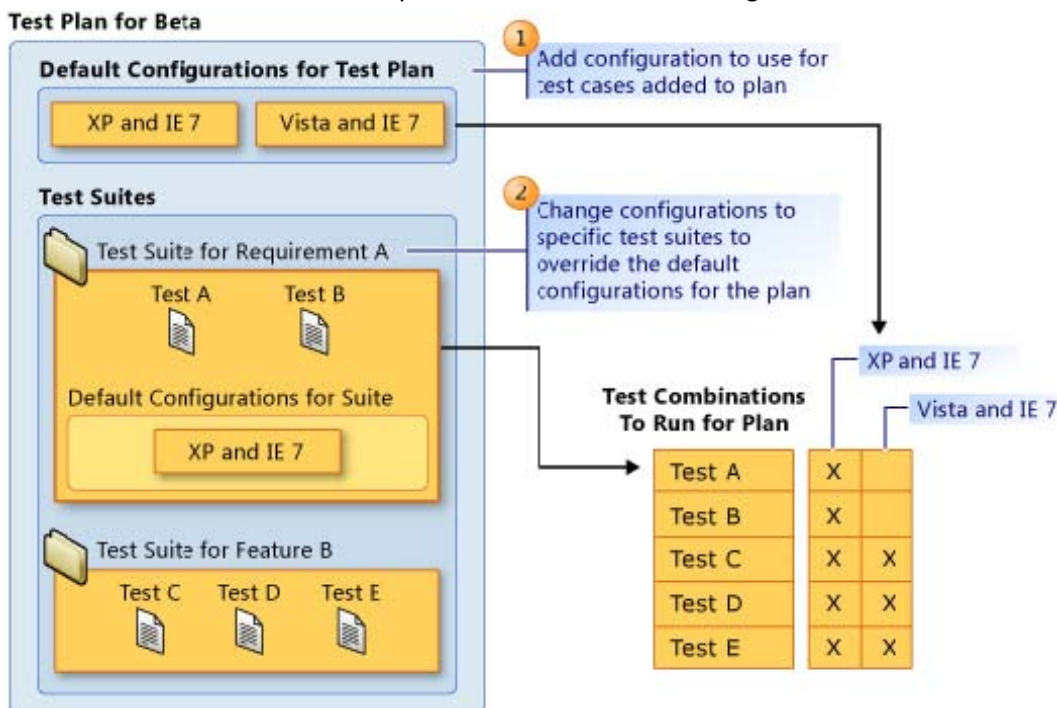 Test Plan for Beta
Default Configurations for Test Plan
XP and IE 7
Vista and IE 7
1
Add configuration to use for
test cases added to plan
Test Suites
2
Change configurations to
specific test suites to
override the default
configurations for the plan
Test Suite for Requirement A
Test A
Test B
Default Configurations for Suite
XP and IE 7
Test Suite for Feature B
Test C
Test D
Test E
XP and IE 7
Vista and IE 7
Test Combinations
To Run for Plan
Test A X
Test B X
Test C X X
Test D X X
Test E X X